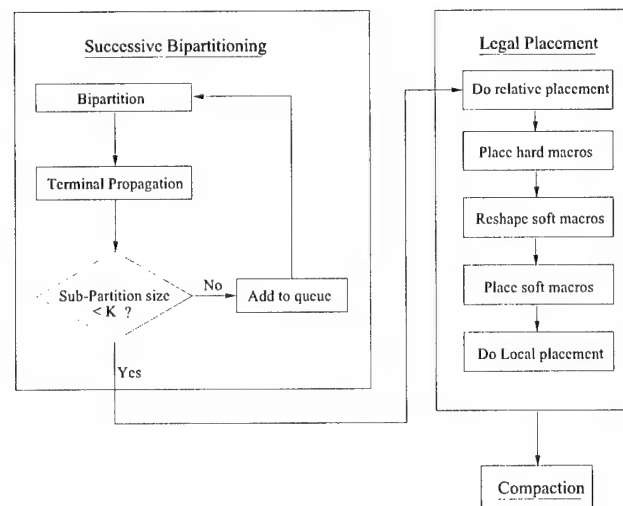 Successive Bipartitioning
Bipartition
Terminal Propagation
Sub-Partition size
< K ?
No
Add to queue
Yes
Legal Placement
Do relative placement
Place hard macros
Reshape soft macros
Place soft macros
Do Local placement
Compaction